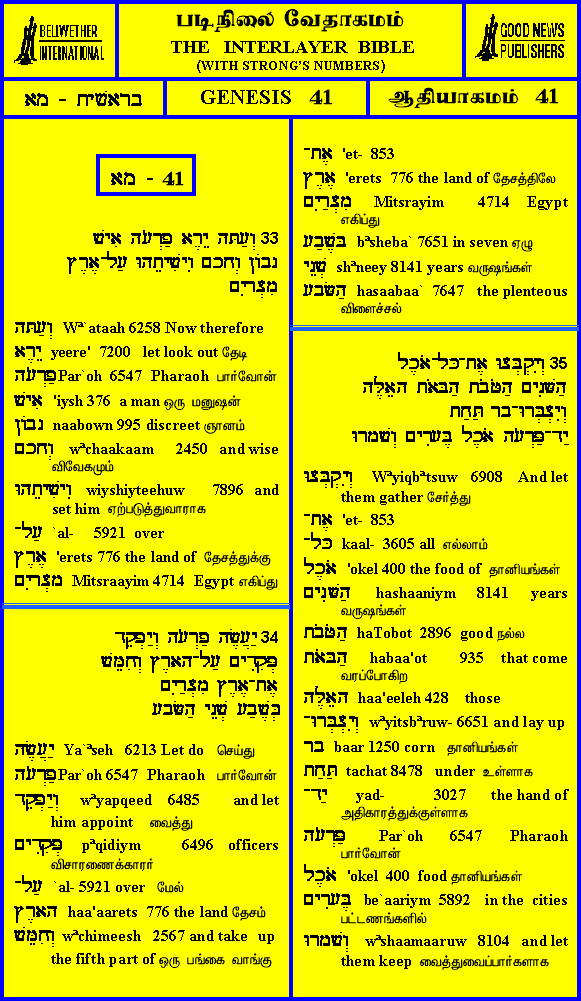 BELLWETHER
INTERNATIONAL
படிநிலை வேதாகமம்
THE INTERLAYER BIBLE
(WITH STRONG'S NUMBERS)
GOOD NEWS
PUBLISHERS
בראשית - מא
GENESIS 41
ஆதியாகமம் 41
מא - 41
33 וְעַתָּה יֵרֶא פַרְעֹה אִישׁ
נָבוֹן וְחָכָם וִישִׁיתֵהוּ עַל־אֶרֶץ
מִצְרָיִם
וְעַתָּה Wª`ataah 6258 Now therefore
יֵרֶא yeere' 7200 let look out தேடி
פַרְעֹה Par`oh 6547 Pharaoh பார்வோன்
אִישׁ 'iysh 376 a man ஒரு மனுஷன்
נָבוֹן naabown 995 discreet ஞானம்
וְחָכָם wªchaakaam 2450 and wise
விவேகமும்
וִישִׁיתֵהוּ wiyshiyteehuw 7896 and
set him ஏற்படுத்துவாராக
עַל־ `al- 5921 over
אֶרֶץ 'erets 776 the land of தேசத்துக்கு
מִצְרָיִם Mitsraayim 4714 Egypt எகிப்து
34 יַעֲשֶׂה פַרְעֹה וְיַפְקֵד
פְּקִדִים עַל־הָאָרֶץ וְחִמֵּשׁ
אֶת־אֶרֶץ מִצְרַיִם
בְּשֶׁבַע שְׁנֵי הַשָּׂבָע
יַעֲשֶׂה Ya`ªseh 6213 Let do செய்து
פַרְעֹה Par`oh 6547 Pharaoh பார்வோன்
וְיַפְקֵד wªyapqeed 6485 and let
him appoint வைத்து
פְּקִדִים pªqidiym 6496 officers
விசாரணைக்காரர்
עַל־ `al- 5921 over மேல்
הָאָרֶץ haa'aarets 776 the land தேசம்
וְחִמֵּשׁ wªchimeesh 2567 and take up
the fifth part of ஒரு பங்கை வாங்கு
אֶת־ 'et- 853
אֶרֶץ 'erets 776 the land of தேசத்திலே
מִצְרַיִם Mitsrayim 4714 Egypt
எகிப்து
בְּשֶׁבַע bªsheba` 7651 in seven ஏழு
שְׁנֵי shªneey 8141 years வருஷங்கள்
הַשָּׂבָע hasaabaa` 7647 the plenteous
விளைச்சல்
35 וְיִקְבְּצוּ אֶת־כָּל־אֹכֶל
הַשָּׁנִים הַטֹּבֹת הַבָּאֹת הָאֵלֶּה
וְיִצְבְּרוּ־בָר תַּחַת
יַד־פַּרְעֹה אֹכֶל בֶּעָרִים וְשָׁמָרוּ
וְיִקְבְּצוּ Wªyiqbªtsuw 6908 And let
them gather சேர்த்து
אֶת־ 'et- 853
כָּל־ kaal- 3605 all எல்லாம்
אֹכֶל 'okel 400 the food of தானியங்கள்
הַשָּׁנִים hashaaniym 8141 years
வருஷங்கள்
הַטֹּבֹת haTobot 2896 good நல்ல
הַבָּאֹת habaa'ot 935 that come
வரப்போகிற
הָאֵלֶּה haa'eeleh 428 those
וְיִצְבְּרוּ־ wªyitsbªruw- 6651 and lay up
בָר baar 1250 corn தானியங்கள்
תַּחַת tachat 8478 under உள்ளாக
יַד־ yad- 3027 the hand of
அதிகாரத்துக்குள்ளாக
פַּרְעֹה Par`oh 6547 Pharaoh
பார்வோன்
אֹכֶל 'okel 400 food தானியங்கள்
בֶּעָרִים be`aariym 5892 in the cities
பட்டணங்களில்
וְשָׁמָרוּ wªshaamaaruw 8104 and let
them keep வைத்துவைப்பார்களாக